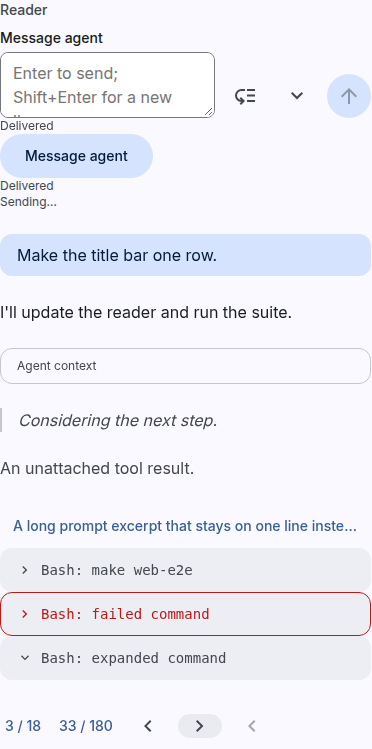 Reader
Message agent
Enter to send;
Shift+Enter for a new
Delivered
Message agent
Delivered
Sending...
Make the title bar one row.
I'll update the reader and run the suite.
Agent context
Considering the next step.
An unattached tool result.
A long prompt excerpt that stays on one line inste...
Bash: make web-e2e
Bash: failed command
Bash: expanded command
3 / 18 33 / 180